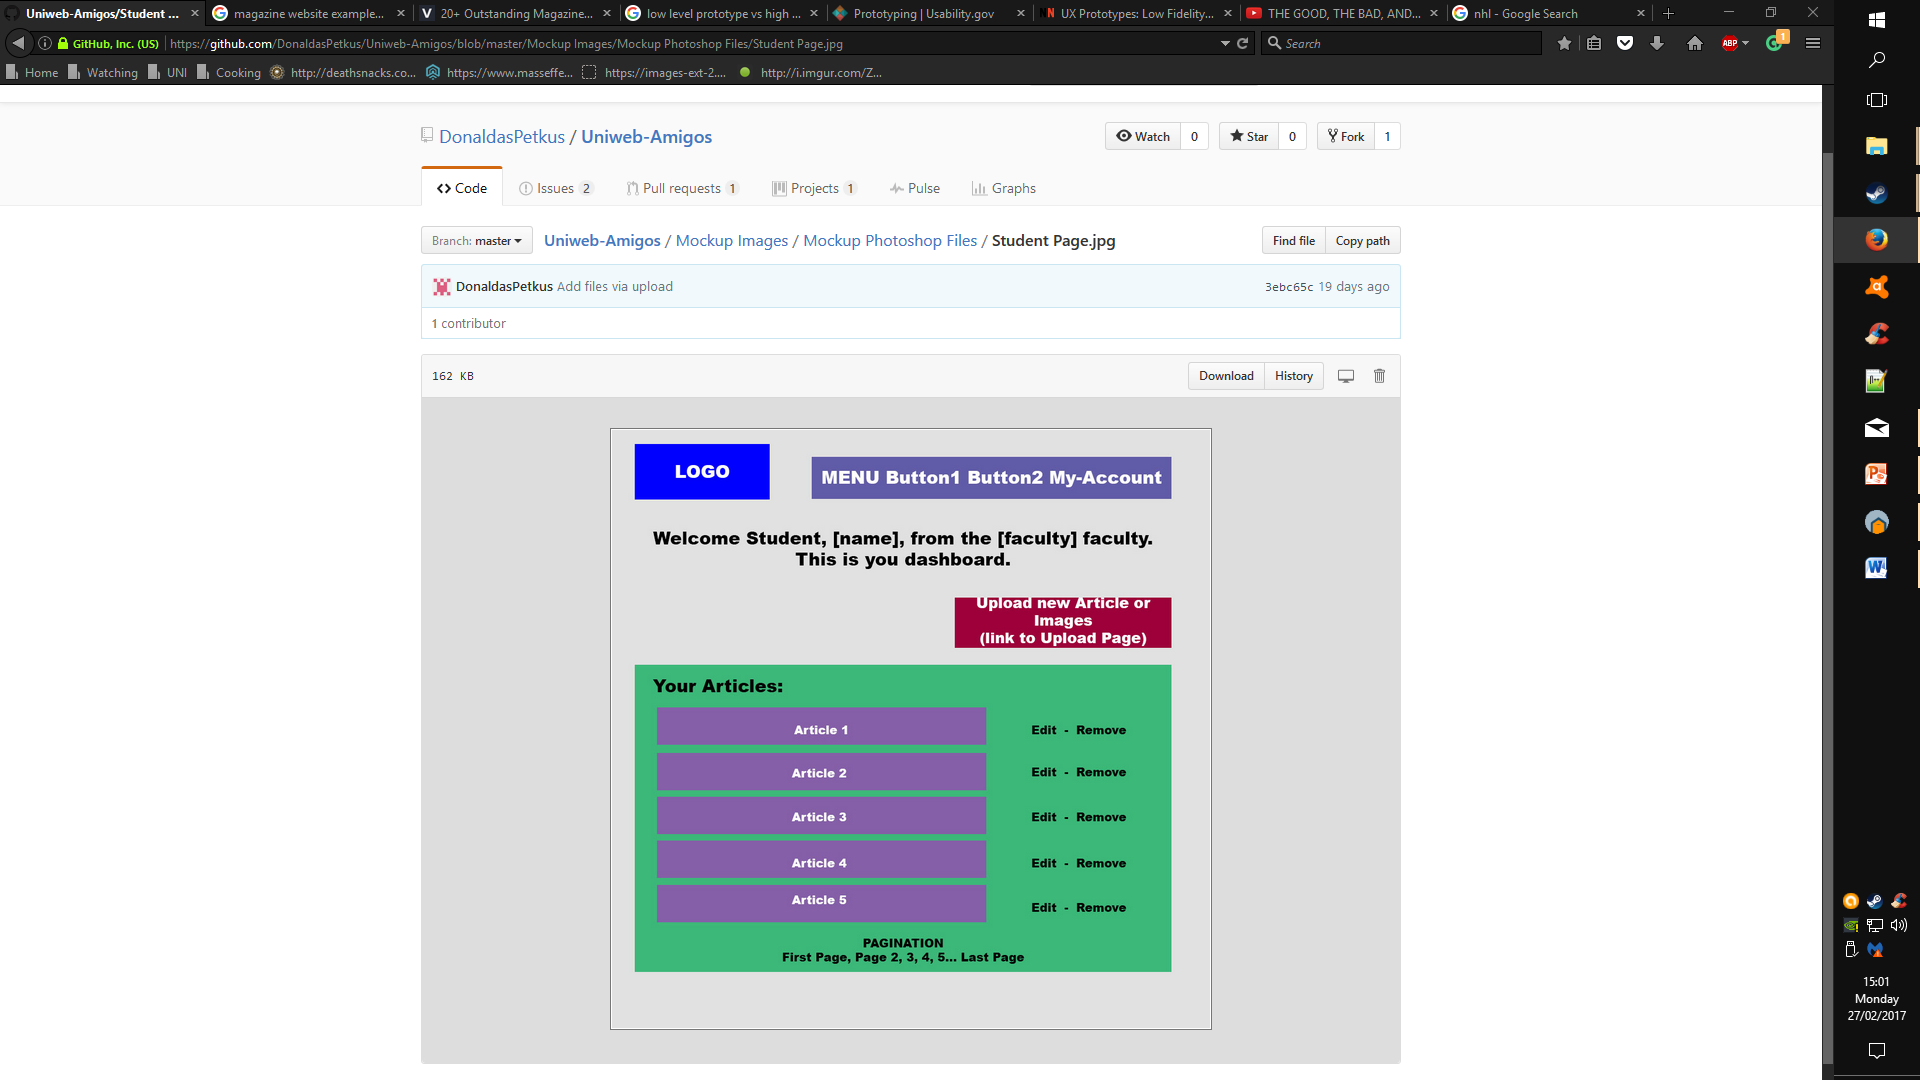 Uniweb-Amigos/Student ...
magazine website example...
20+ Outstanding Magazine...
low level prototype vs high ...
Prototyping | Usability.gov
UX Prototypes: Low Fidelity...
THE GOOD, THE BAD, AND...
nhl - Google Search
GitHub, Inc. (US)
https://github.com/DonaldasPetkus/Uniweb-Amigos/blob/master/Mockup Images/Mockup Photoshop Files/Student Page.jpg
Search
ABP
1
Home
Watching
UNI
Cooking
http://deathsnacks.co...
https://www.masseffe...
https://images-ext-2....
http://i.imgur.com/Z...
DonaldasPetkus / Uniweb-Amigos
Watch 0
Star 0
Fork 1
Code
Issues 2
Pull requests 1
Projects 1
Pulse
Graphs
Branch: master
Uniweb-Amigos / Mockup Images / Mockup Photoshop Files / Student Page.jpg
Find file
Copy path
DonaldasPetkus Add files via upload
3ebc65c 19 days ago
1 contributor
162 KB
Download
History
LOGO
MENU Button1 Button2 My-Account
Welcome Student, [name], from the [faculty] faculty.
This is you dashboard.
Upload new Article or
Images
(link to Upload Page)
Your Articles:
Article 1
Edit - Remove
Article 2
Edit - Remove
Article 3
Edit - Remove
Article 4
Edit - Remove
Article 5
Edit - Remove
PAGINATION
First Page, Page 2, 3, 4, 5... Last Page
15:01
Monday
27/02/2017